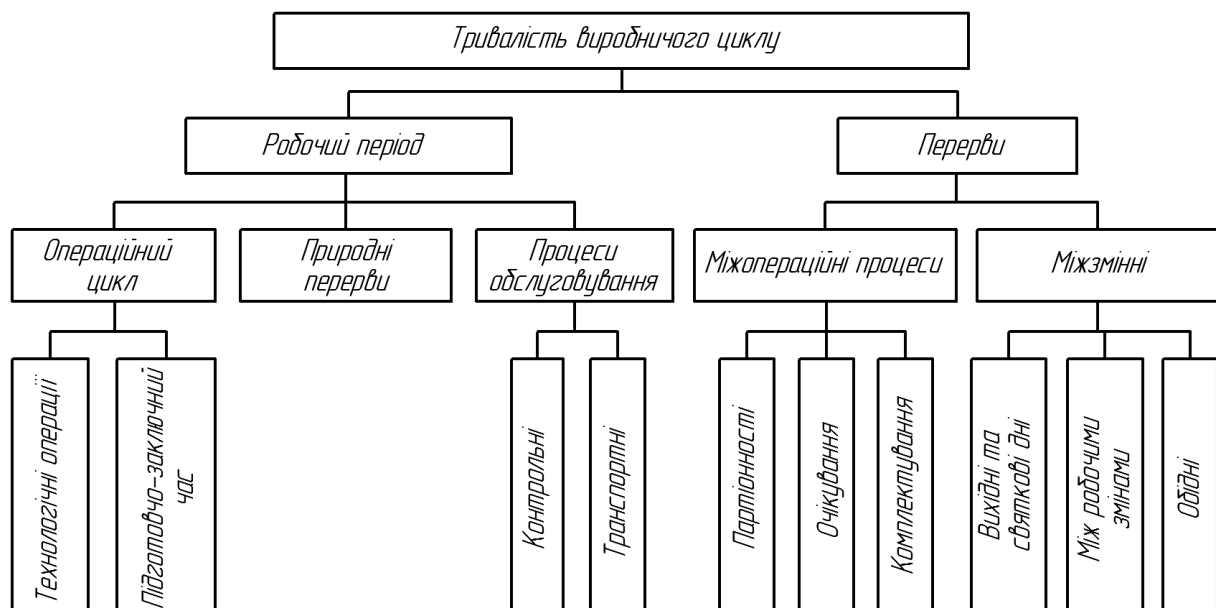 Тривалість виробничого циклу
Робочий період
Перерви
Операційний
цикл
Природні
перерви
Процеси
обслуговування
Міжопераційні процеси
Міжзмінні
Технологічні операції
Підготовчо-заключний
час
Контрольні
Транспортні
Партіонності
Очікування
Комплектування
Вихідні та
святкові дні
Між робочими
змінами
Обідні